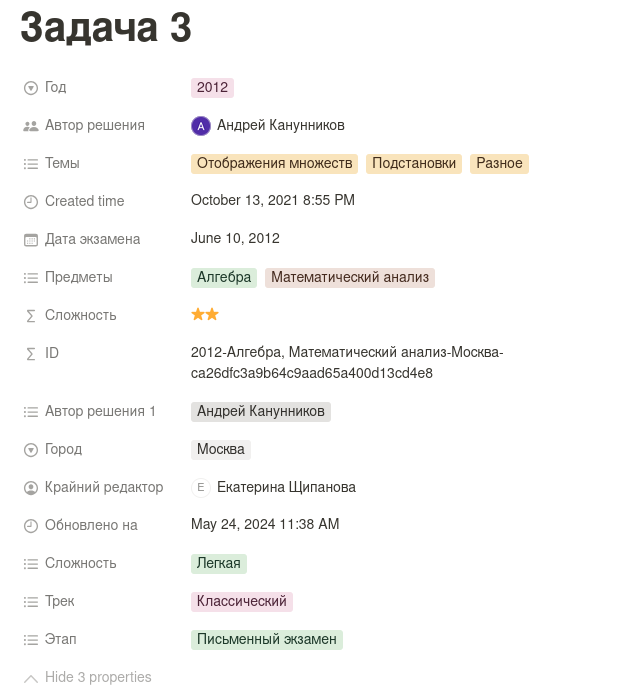 Задача 3
Год 2012
Автор решения А Андрей Канунников
Темы Отображения множеств Подстановки Разное
Created time October 13, 2021 8:55 PM
Дата экзамена June 10, 2012
Предметы Алгебра Математический анализ
Сложность ⭐⭐
ID 2012-Алгебра, Математический анализ-Москва-
ca26dfc3a9b64c9aad65a400d13cd4e8
Автор решения 1 Андрей Канунников
Город Москва
Крайний редактор Е Екатерина Щипанова
Обновлено на May 24, 2024 11:38 AM
Сложность Легкая
Трек Классический
Этап Письменный экзамен
Hide 3 properties